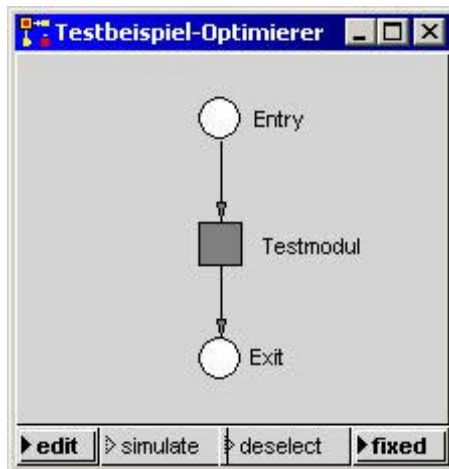 Testbeispiel-Optimierer
Entry
Testmodul
Exit
edit simulate deselect fixed